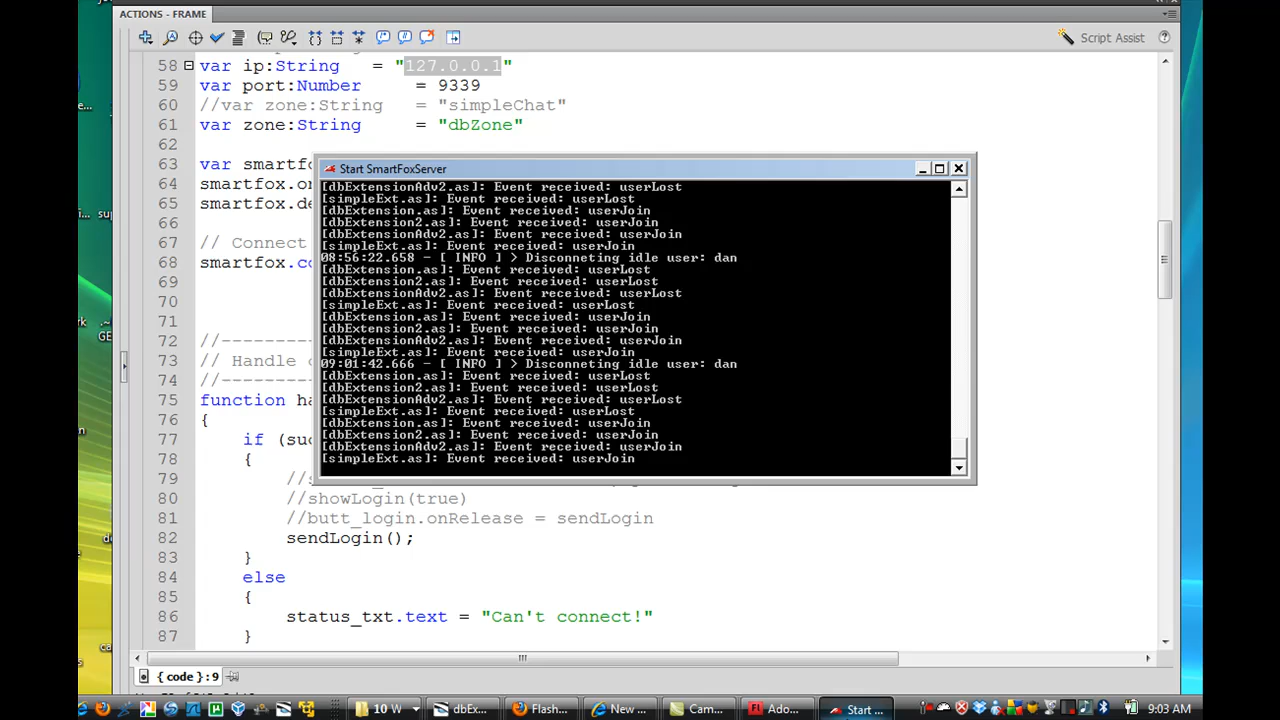 ACTIONS - FRAME
Script Assist
58 var ip:String = "127.0.0.1"
59 var port:Number = 9339
60 //var zone:String = "simpleChat"
61 var zone:String = "dbZone"
62
63 var smartfo
64 smartfox.on
65 smartfox.de
66
67 // Connect
68 smartfox.co
69
70
71
72 //---------
73 // Handle
74 //---------
75 function ha
76 {
77 if (su
78 {
79 //
80 //showLogin(true)
81 //butt_login.onRelease = sendLogin
82 sendLogin();
83 }
84 else
85 {
86 status_txt.text = "Can't connect!"
87 }
Start SmartFoxServer
[dbExtensionAdv2.as]: Event received: userLost
[simpleExt.as]: Event received: userLost
[dbExtension.as]: Event received: userJoin
[dbExtension2.as]: Event received: userJoin
[dbExtensionAdv2.as]: Event received: userJoin
[simpleExt.as]: Event received: userJoin
08:56:22.658 - [ INFO ] > Disconneting idle user: dan
[dbExtension.as]: Event received: userLost
[dbExtension2.as]: Event received: userLost
[dbExtensionAdv2.as]: Event received: userLost
[simpleExt.as]: Event received: userLost
[dbExtension.as]: Event received: userJoin
[dbExtension2.as]: Event received: userJoin
[dbExtensionAdv2.as]: Event received: userJoin
[simpleExt.as]: Event received: userJoin
09:01:42.666 - [ INFO ] > Disconneting idle user: dan
[dbExtension.as]: Event received: userLost
[dbExtension2.as]: Event received: userLost
[dbExtensionAdv2.as]: Event received: userLost
[simpleExt.as]: Event received: userLost
[dbExtension.as]: Event received: userJoin
[dbExtension2.as]: Event received: userJoin
[dbExtensionAdv2.as]: Event received: userJoin
[simpleExt.as]: Event received: userJoin
{ code }:9
10 W
dbEx...
Flash...
New ...
Cam...
Ado...
Start ...
9:03 AM